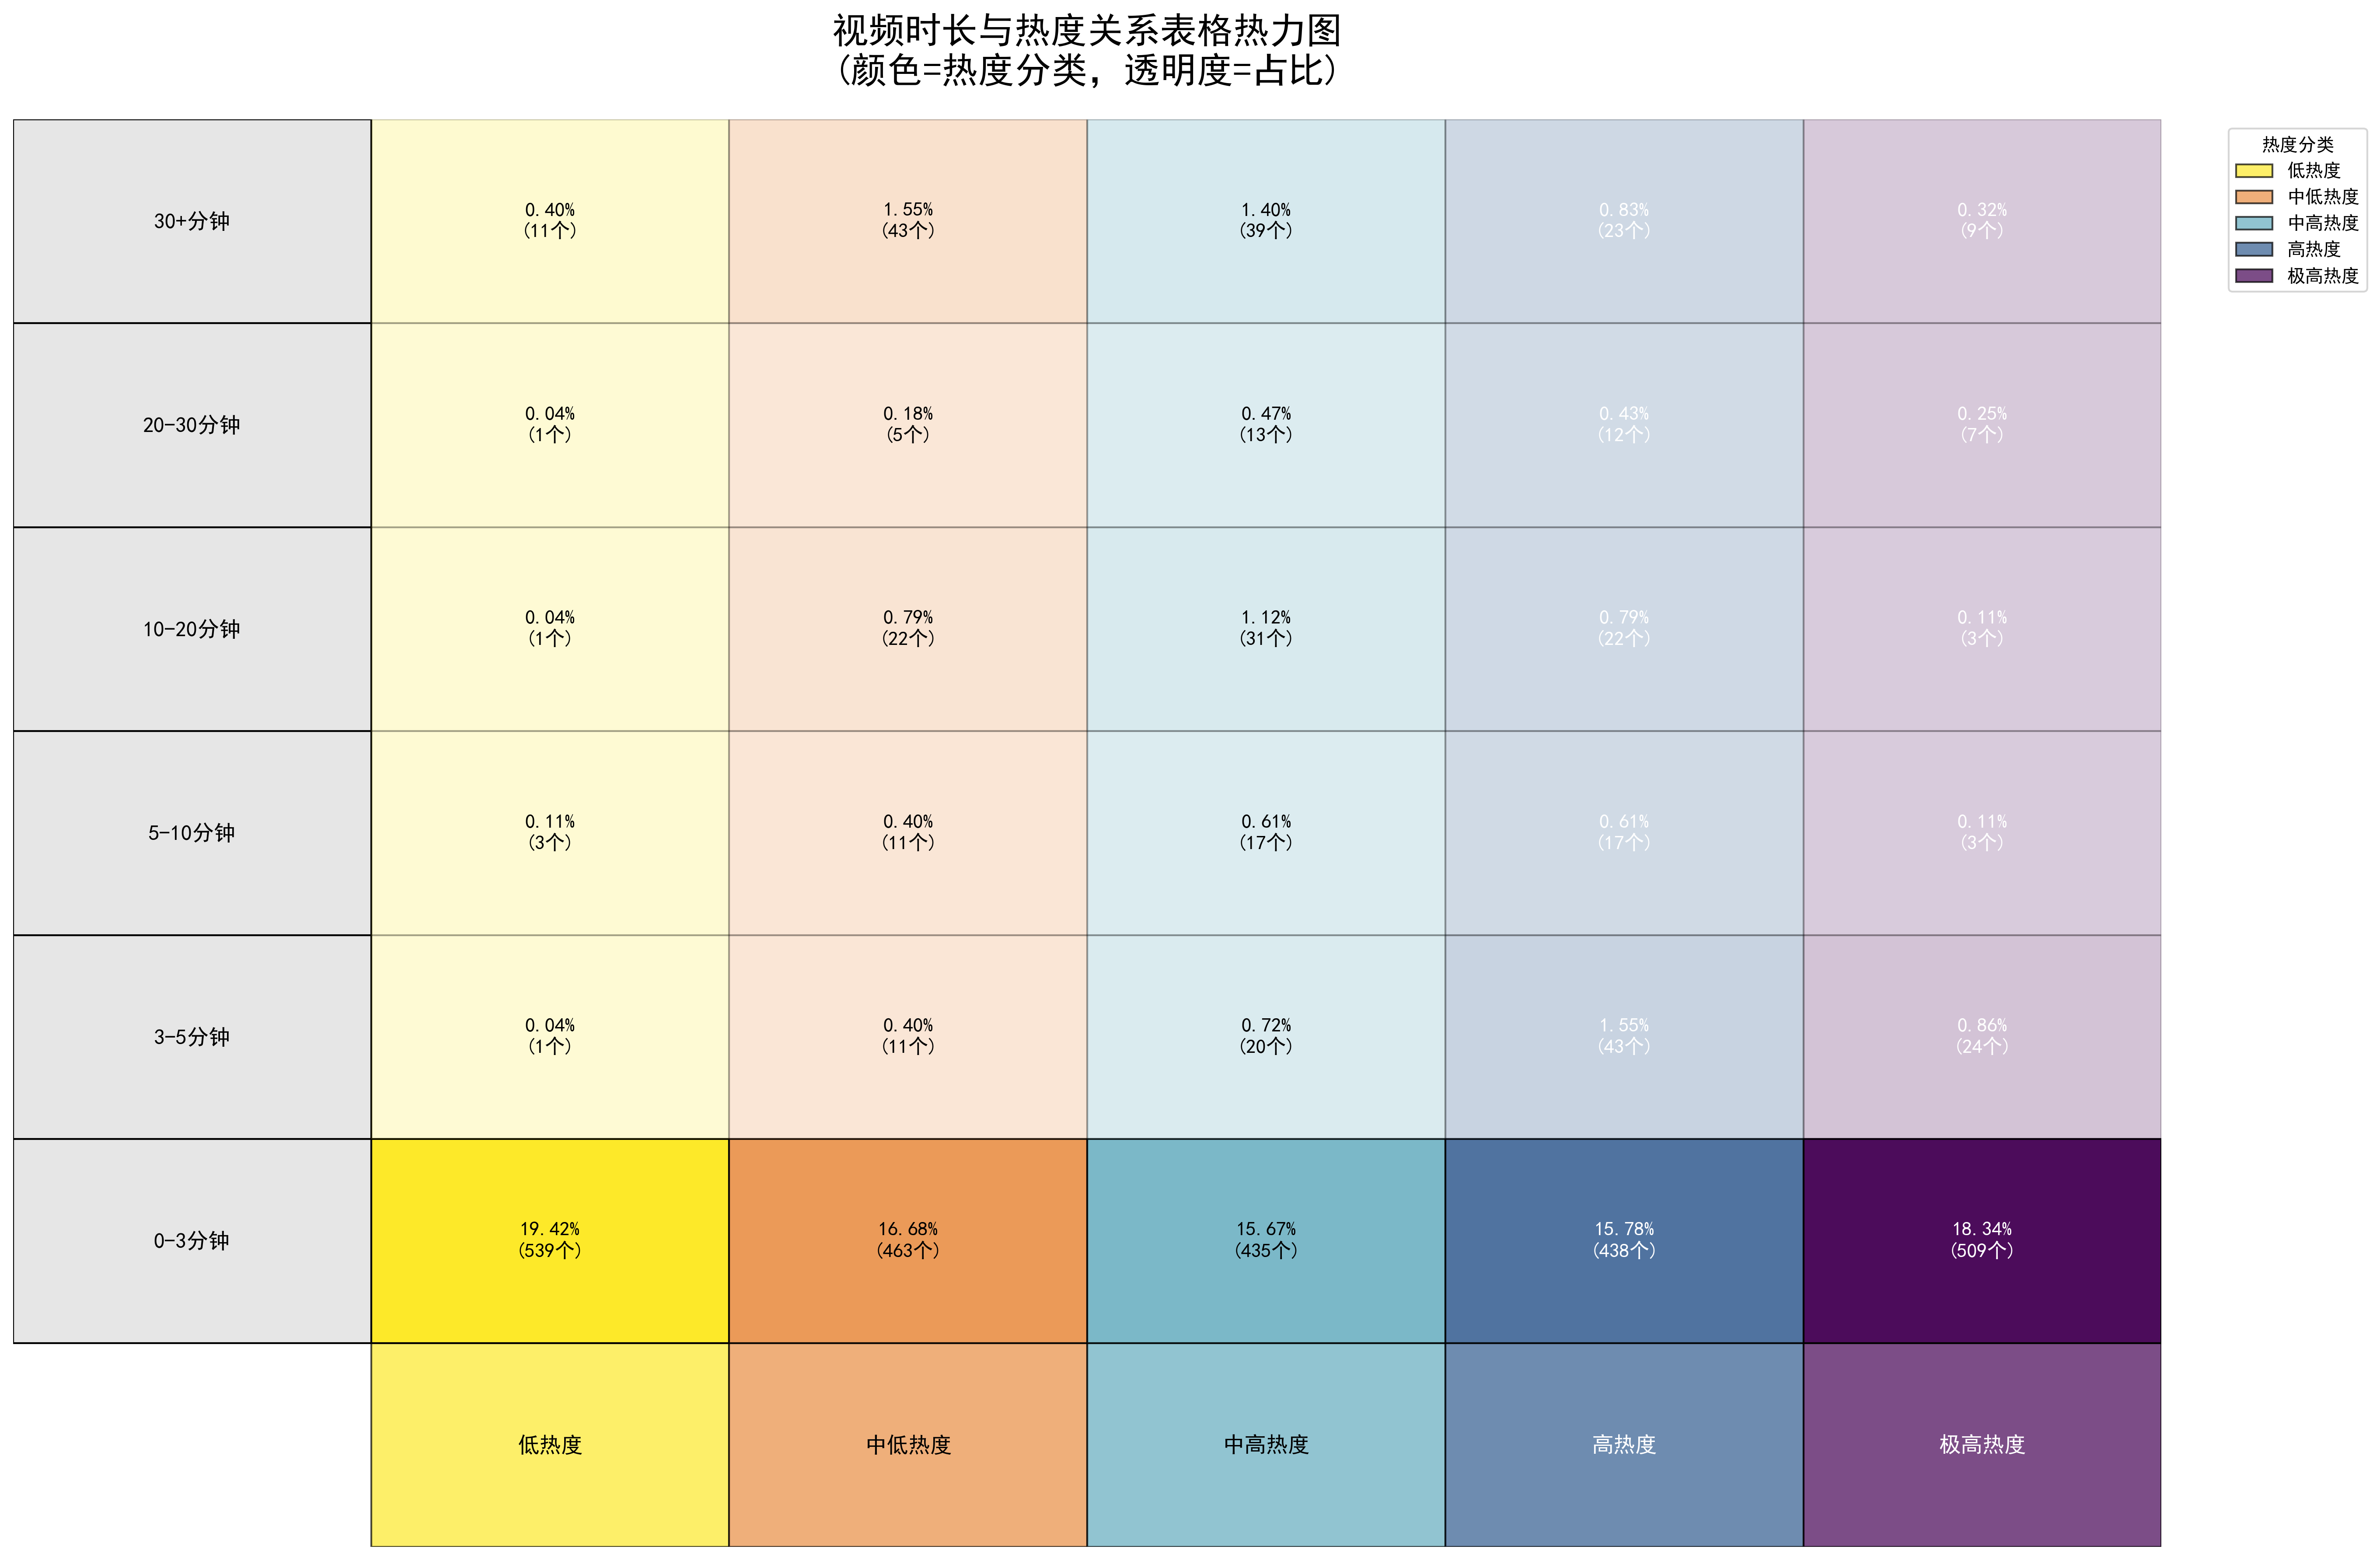 视频时长与热度关系表格热力图
(颜色=热度分类，透明度=占比)
热度分类
低热度
中低热度
中高热度
高热度
极高热度
30+分钟
0.40%
(11个)
1.55%
(43个)
1.40%
(39个)
0.83%
(23个)
0.32%
(9个)
20-30分钟
0.04%
(1个)
0.18%
(5个)
0.47%
(13个)
0.43%
(12个)
0.25%
(7个)
10-20分钟
0.04%
(1个)
0.79%
(22个)
1.12%
(31个)
0.79%
(22个)
0.11%
(3个)
5-10分钟
0.11%
(3个)
0.40%
(11个)
0.61%
(17个)
0.61%
(17个)
0.11%
(3个)
3-5分钟
0.04%
(1个)
0.40%
(11个)
0.72%
(20个)
1.55%
(43个)
0.86%
(24个)
0-3分钟
19.42%
(539个)
16.68%
(463个)
15.67%
(435个)
15.78%
(438个)
18.34%
(509个)
低热度
中低热度
中高热度
高热度
极高热度